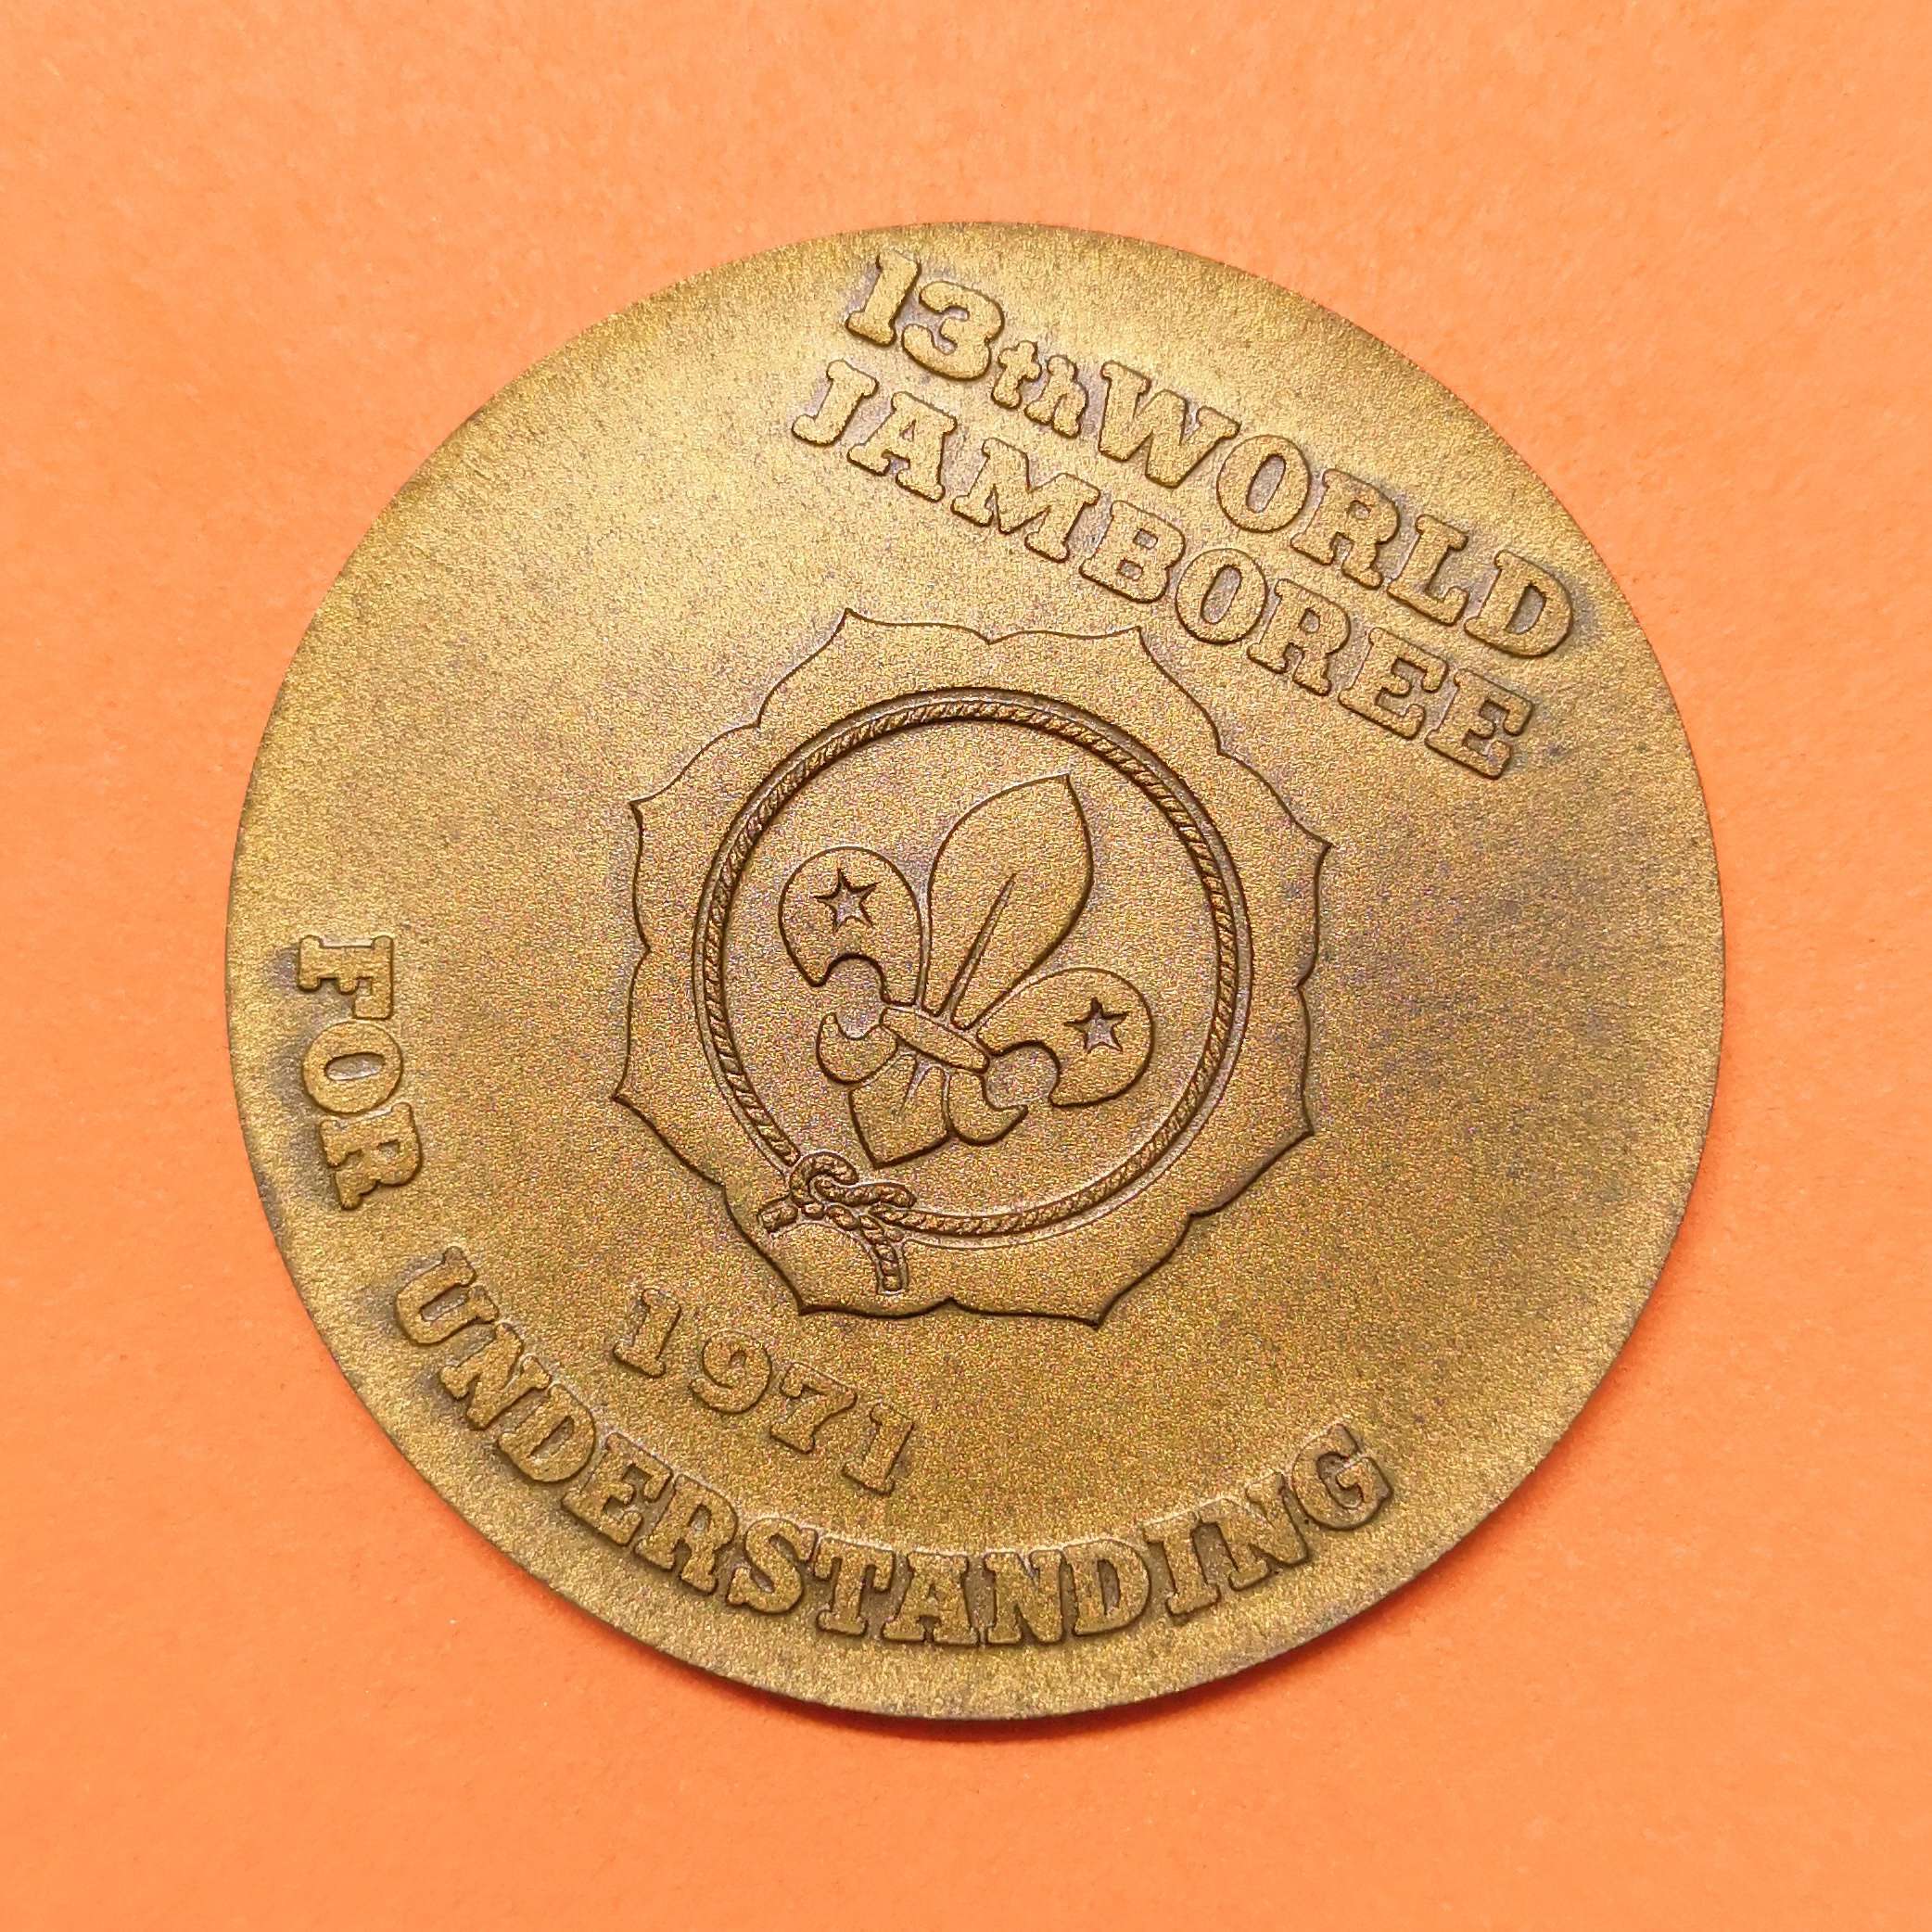 13th WORLD
JAMBOREE
1971
FOR UNDERSTANDING